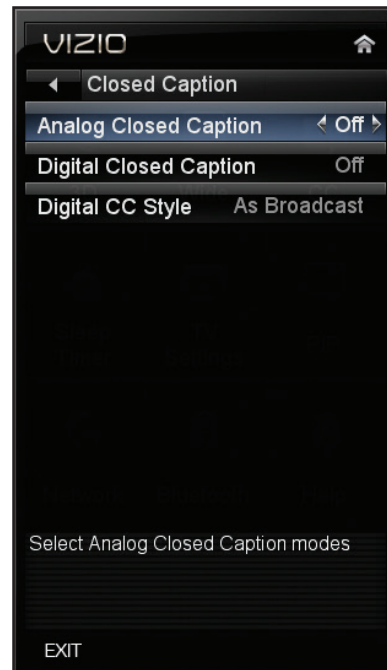 VIZIO
Closed Caption
Analog Closed Caption Off
Digital Closed Caption Off
Digital CC Style As Broadcast
Select Analog Closed Caption modes
EXIT